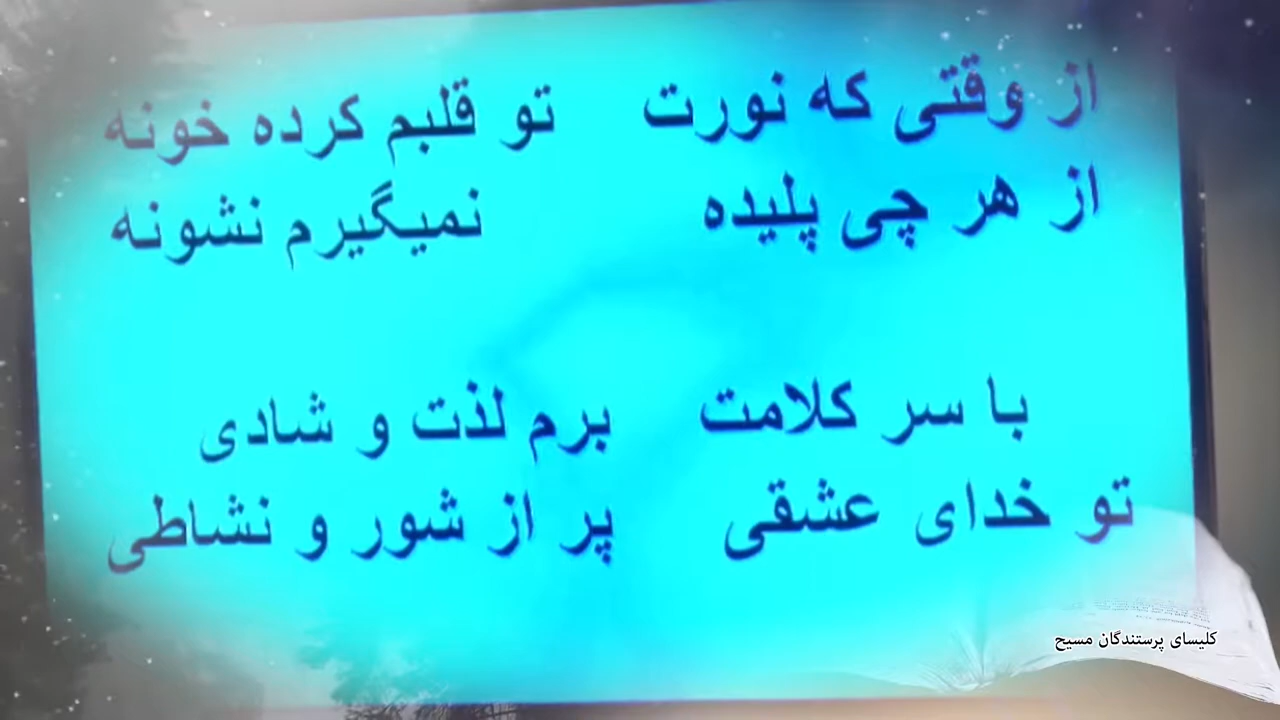 از وقتی که نورت تو قلبم کرده خونه
از هر چی پلیده نمیگیرم نشونه
با سر کلامت برم لذت و شادی
تو خدای عشقی پر از شور و نشاطی
کلیسای پرستندگان مسیح